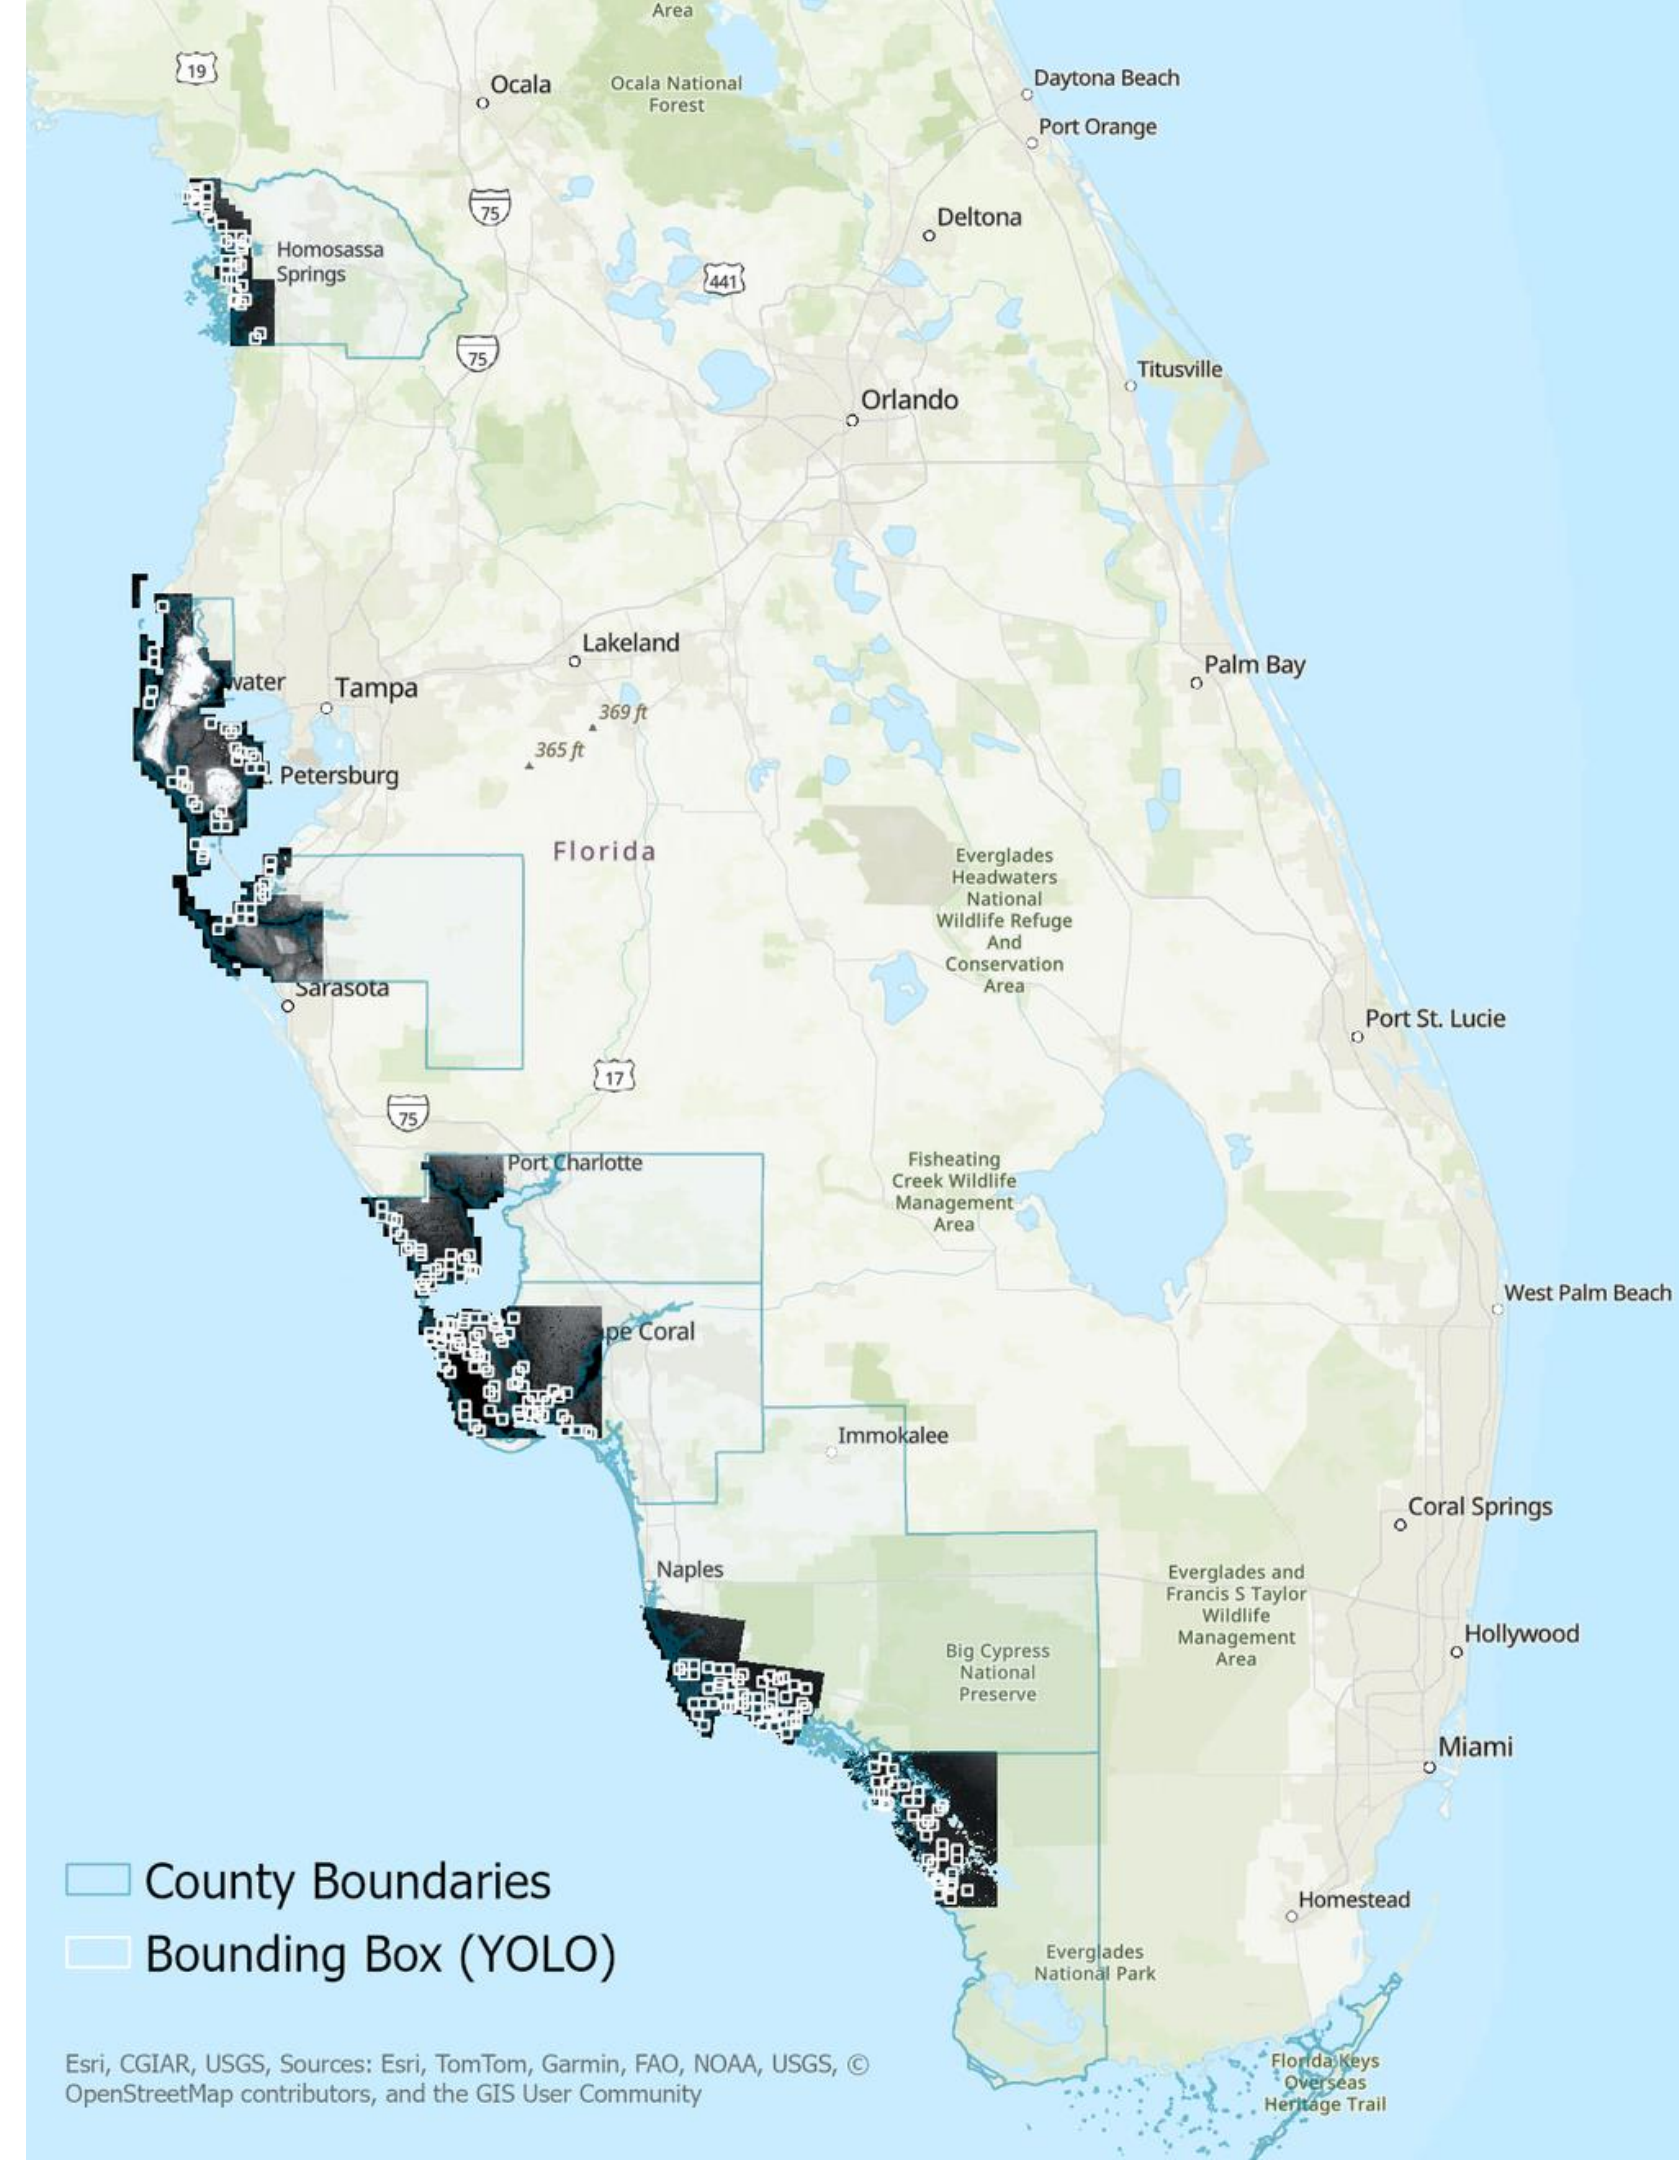 Area
19
Ocala
Ocala National
Forest
Daytona Beach
Port Orange
75
Deltona
Homosassa
Springs
441
75
Titusville
Orlando
Lakeland
Palm Bay
water
Tampa
369 ft
365 ft
. Petersburg
Florida
Everglades
Headwaters
National
Wildlife Refuge
And
Conservation
Area
Sarasota
Port St. Lucie
17
75
Port Charlotte
Fisheating
Creek Wildlife
Management
Area
West Palm Beach
pe Coral
Immokalee
Coral Springs
Naples
Everglades and
Francis S Taylor
Wildlife
Management
Area
Hollywood
Big Cypress
National
Preserve
Miami
County Boundaries
Bounding Box (YOLO)
Homestead
Everglades
National Park
Esri, CGIAR, USGS, Sources: Esri, TomTom, Garmin, FAO, NOAA, USGS, ©
OpenStreetMap contributors, and the GIS User Community
Florida Keys
Overseas
Heritage Trail